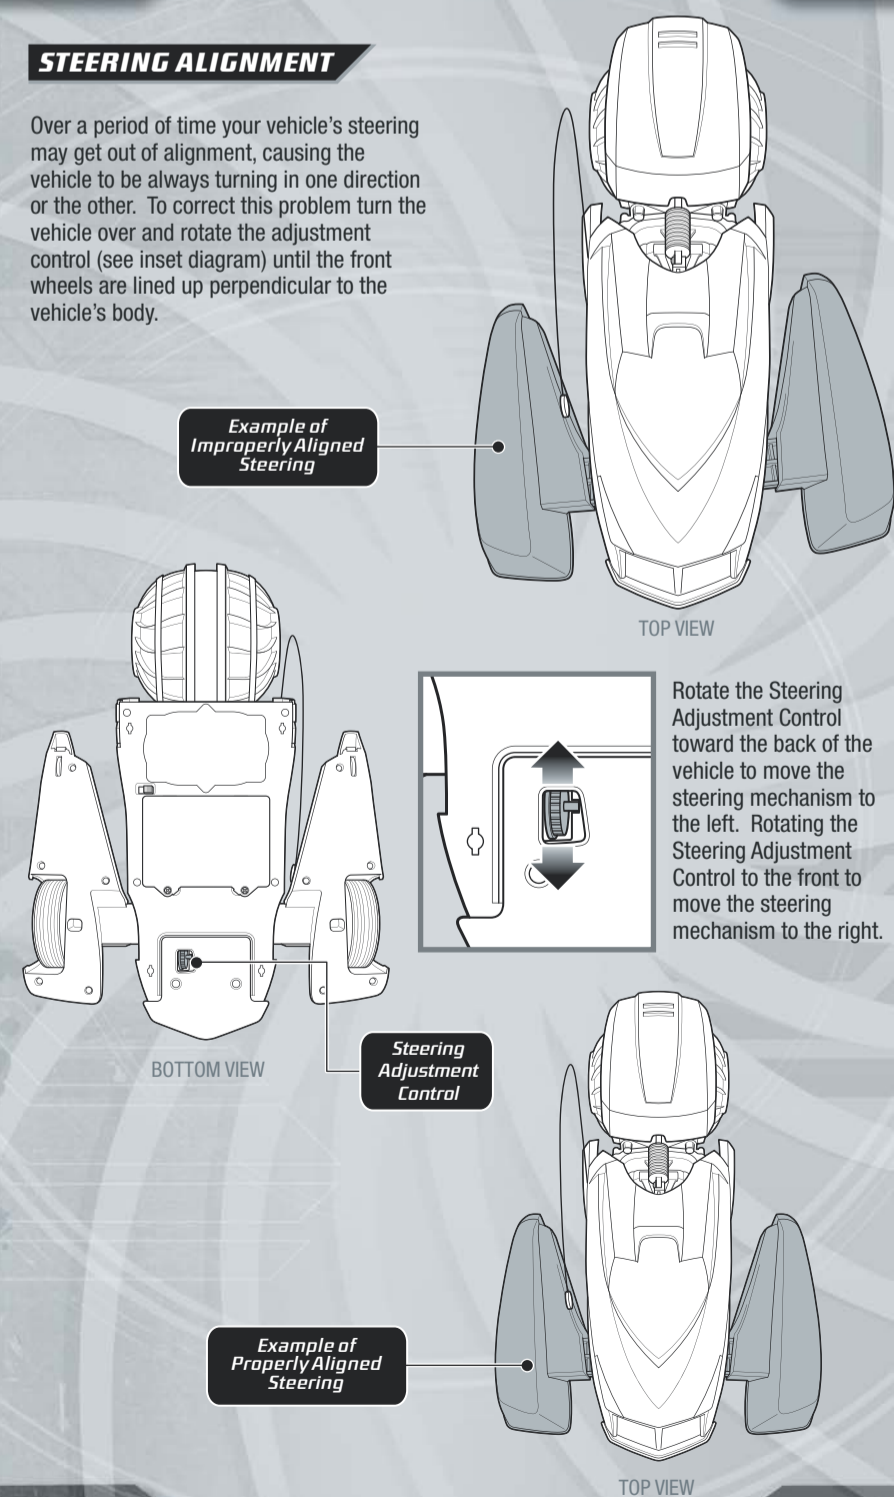 STEERING ALIGNMENT
Over a period of time your vehicle's steering
may get out of alignment, causing the
vehicle to be always turning in one direction
or the other.  To correct this problem turn the
vehicle over and rotate the adjustment
control (see inset diagram) until the front
wheels are lined up perpendicular to the
vehicle's body.
Example of
Improperly Aligned
Steering
TOP VIEW
Rotate the Steering
Adjustment Control
toward the back of the
vehicle to move the
steering mechanism to
the left.  Rotating the
Steering Adjustment
Control to the front to
move the steering
mechanism to the right.
BOTTOM VIEW
Steering
Adjustment
Control
Example of
Properly Aligned
Steering
TOP VIEW